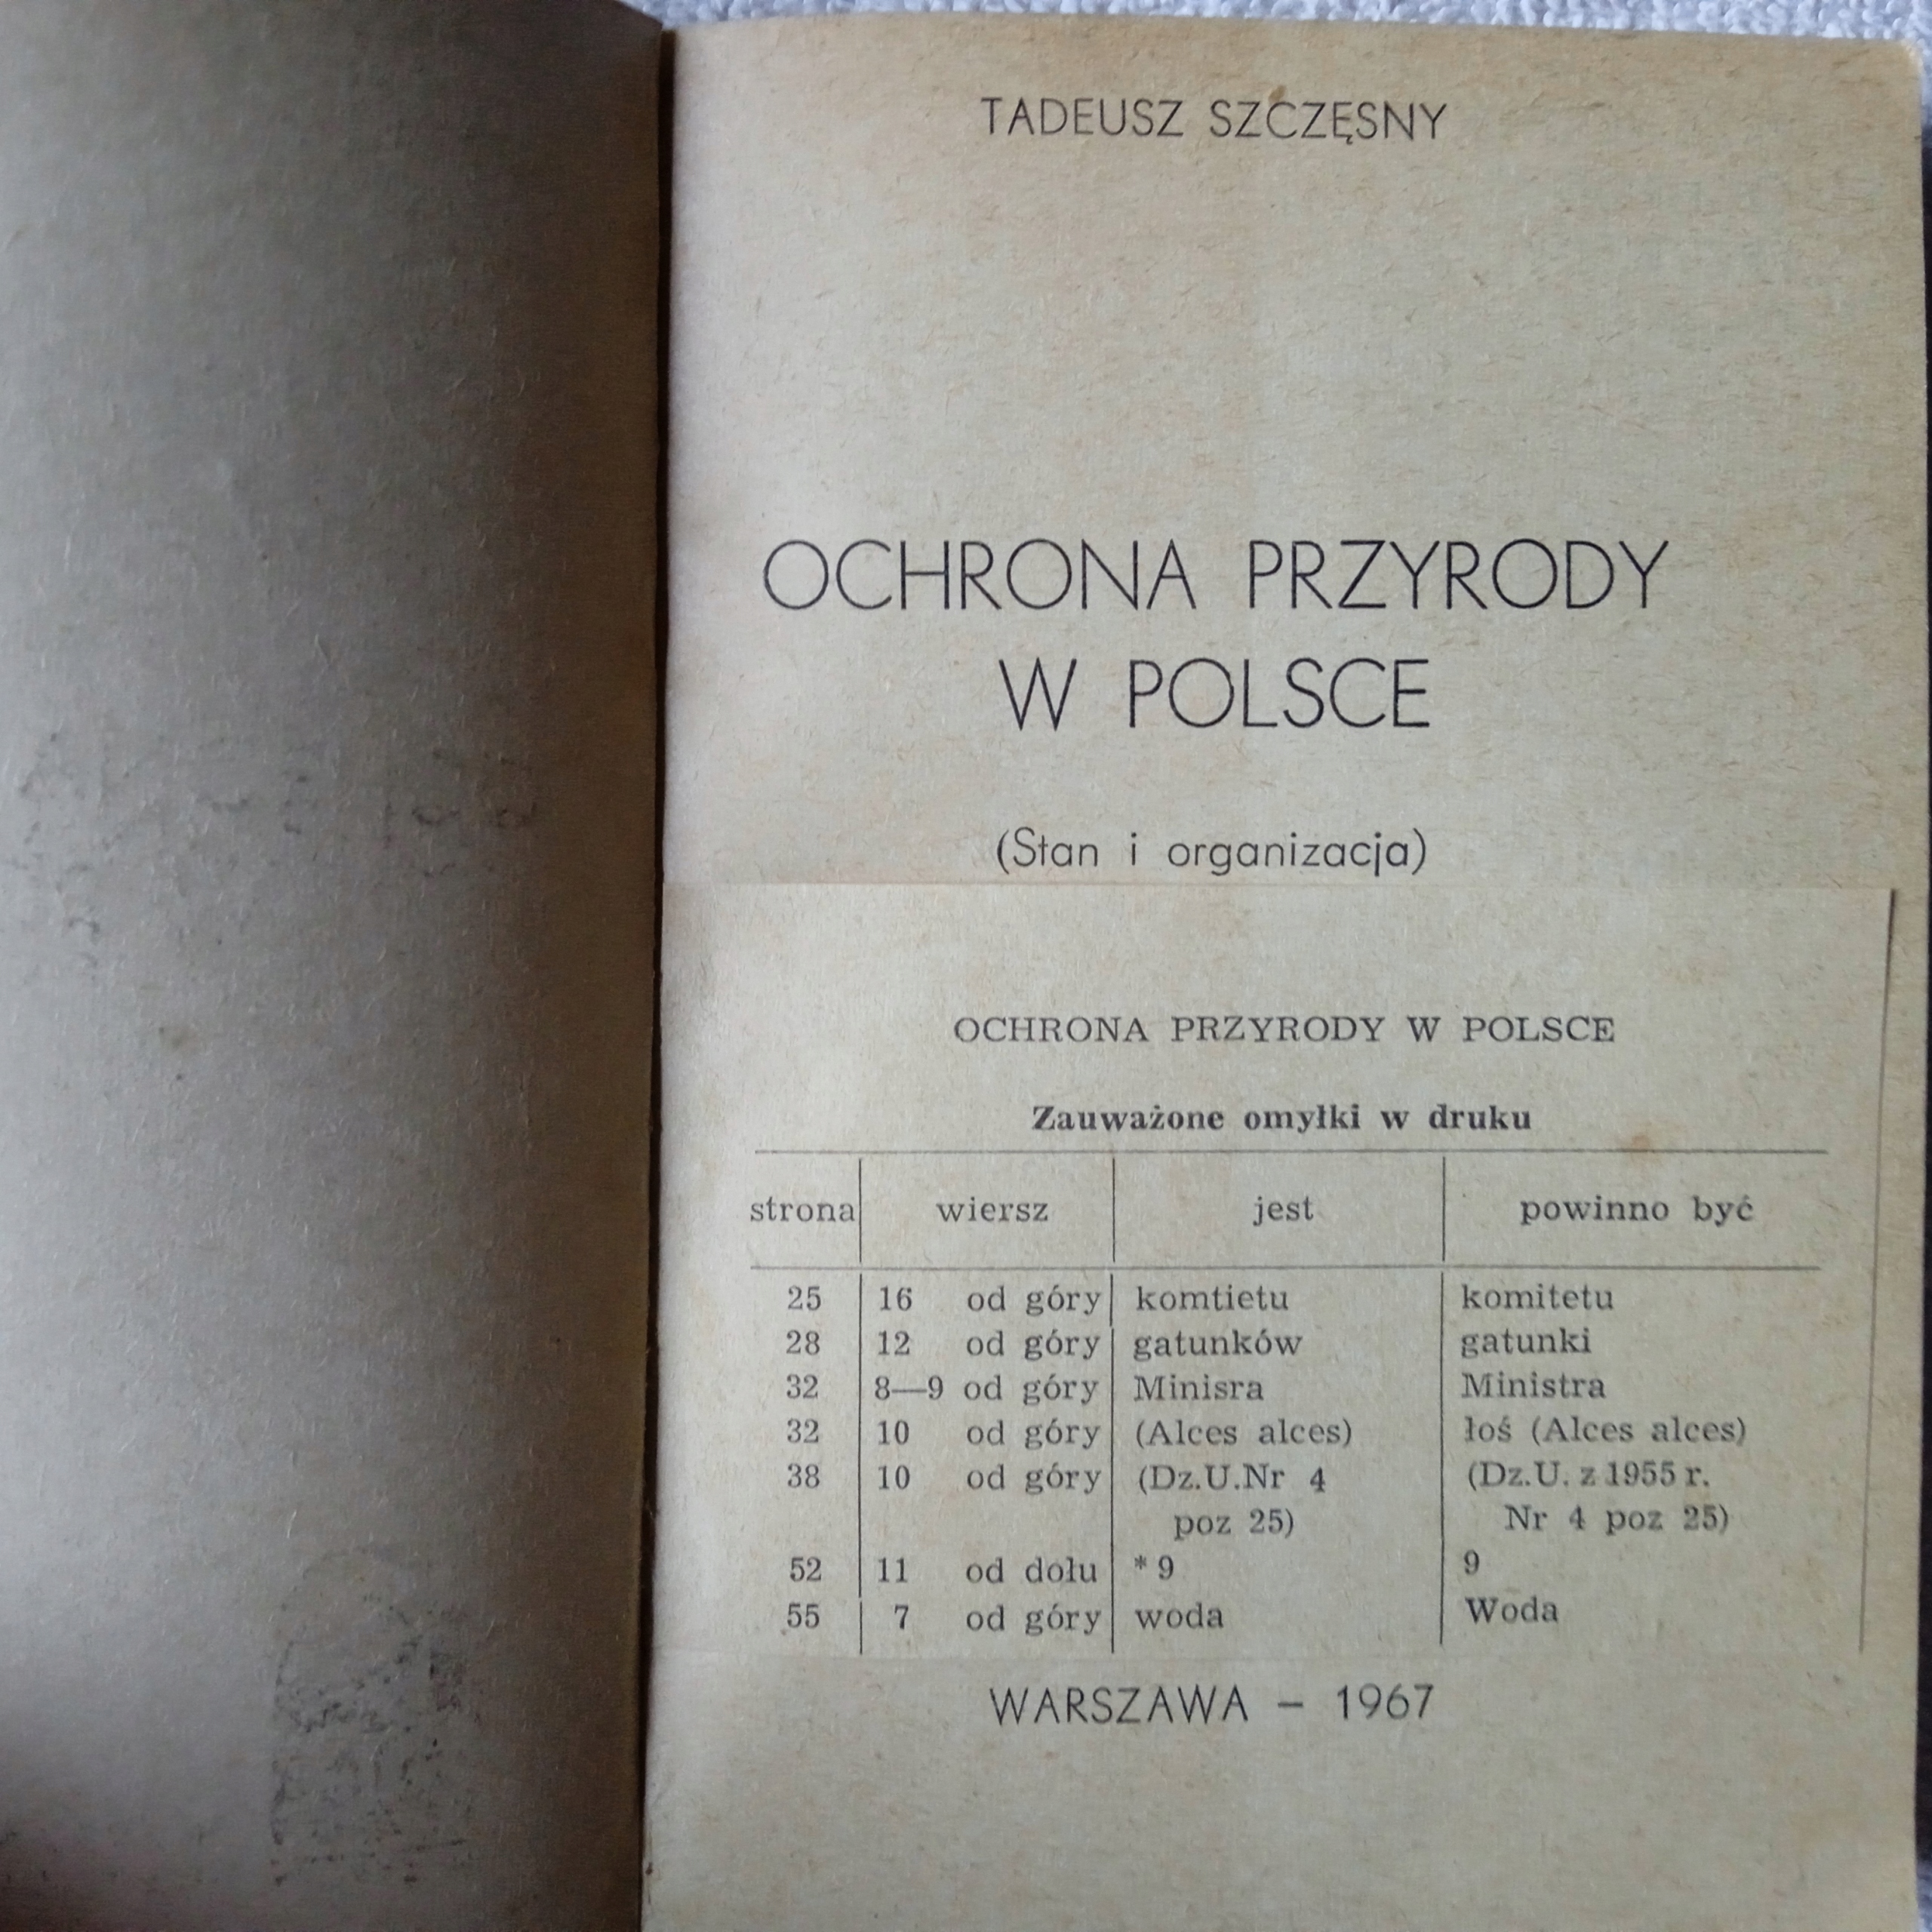 TADEUSZ SZCZĘSNY
OCHRONA PRZYRODY
W POLSCE
(Stan i organizacja)
OCHRONA PRZYRODY W POLSCE
Zauważone omyłki w druku
strona wiersz jest powinno być
25 16 od góry komtietu komitetu
28 12 od góry gatunków gatunki
32 8—9 od góry Minisra Ministra
32 10 od góry (Alces alces) łoś (Alces alces)
38 10 od góry (Dz.U.Nr 4 (Dz.U. z 1955 r.
poz 25) Nr 4 poz 25)
52 11 od dołu * 9 9
55 7 od góry woda Woda
WARSZAWA – 1967